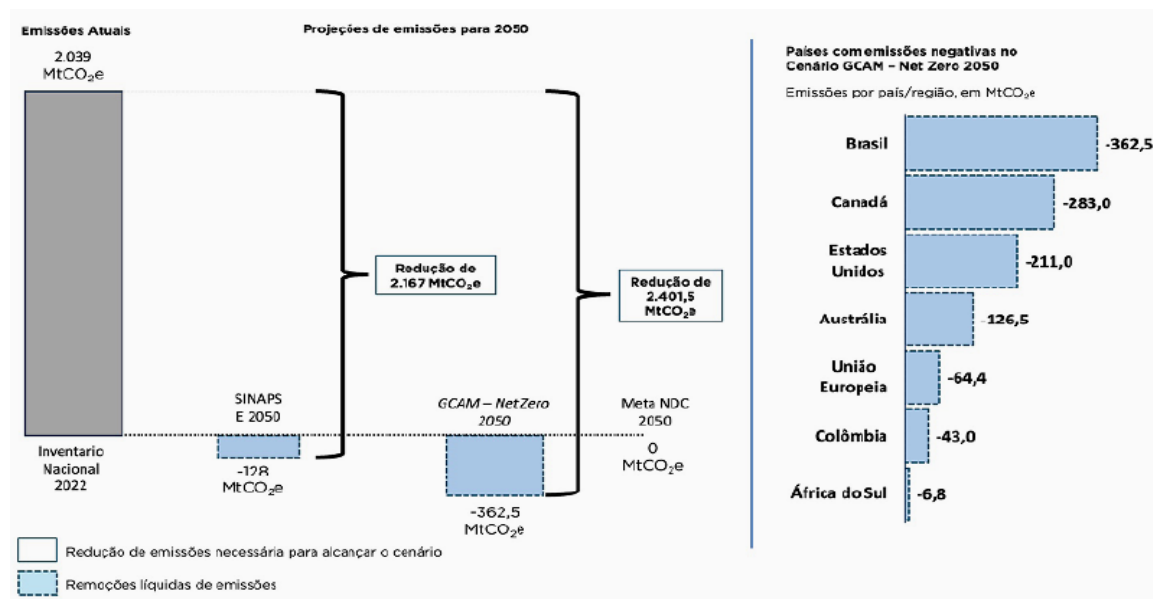 Emissões Atuais
2.039
MtCO₂e
Inventario
Nacional
2022
Projeções de emissões para 2050
Redução de
2.167 MtCO₂e
Redução de
2.401,5
MtCO₂e
SINAPS
E 2050
-128
MtCO₂e
GCAM – NetZero
2050
-362,5
MtCO₂e
Meta NDC
2050
0
MtCO₂e
Redução de emissões necessária para alcançar o cenário
Remoções líquidas de emissões
Países com emissões negativas no
Cenário GCAM – Net Zero 2050
Emissões por país/região, em MtCO₂e
Brasil
-362,5
Canadá
-283,0
Estados
Unidos
-211,0
Austrália
-126,5
União
Europeia
-64,4
Colômbia
-43,0
África do Sul
-6,8